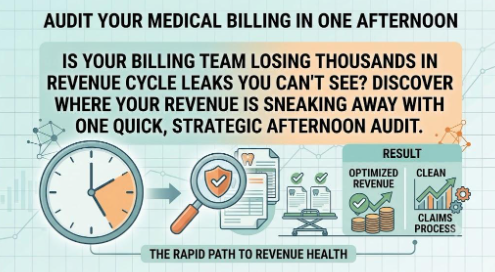 AUDIT YOUR MEDICAL BILLING IN ONE AFTERNOON
IS YOUR BILLING TEAM LOSING THOUSANDS IN
REVENUE CYCLE LEAKS YOU CAN'T SEE? DISCOVER
WHERE YOUR REVENUE IS SNEAKING AWAY WITH
ONE QUICK, STRATEGIC AFTERNOON AUDIT.
RESULT
OPTIMIZED
REVENUE
CLEAN
CLAIMS
PROCESS
THE RAPID PATH TO REVENUE HEALTH